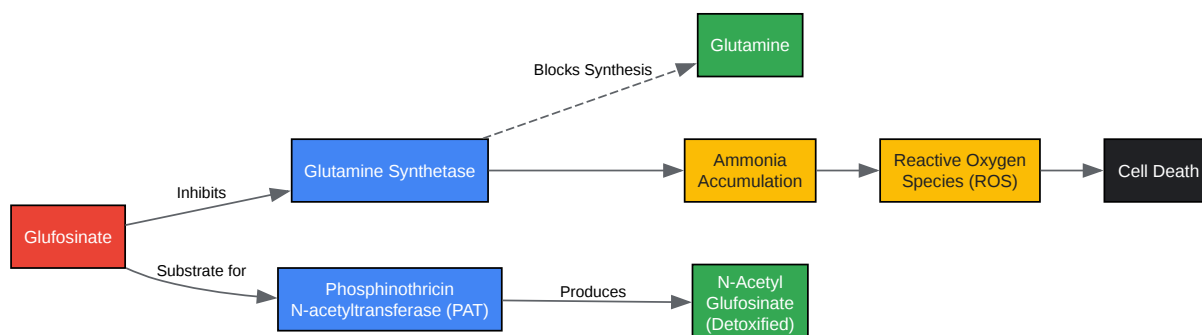 Glutamine
Blocks Synthesis
Glutamine Synthetase
Ammonia
Accumulation
Reactive Oxygen
Species (ROS)
Cell Death
Inhibits
Glufosinate
Substrate for
Phosphinothricin
N-acetyltransferase (PAT)
Produces
N-Acetyl
Glufosinate
(Detoxified)